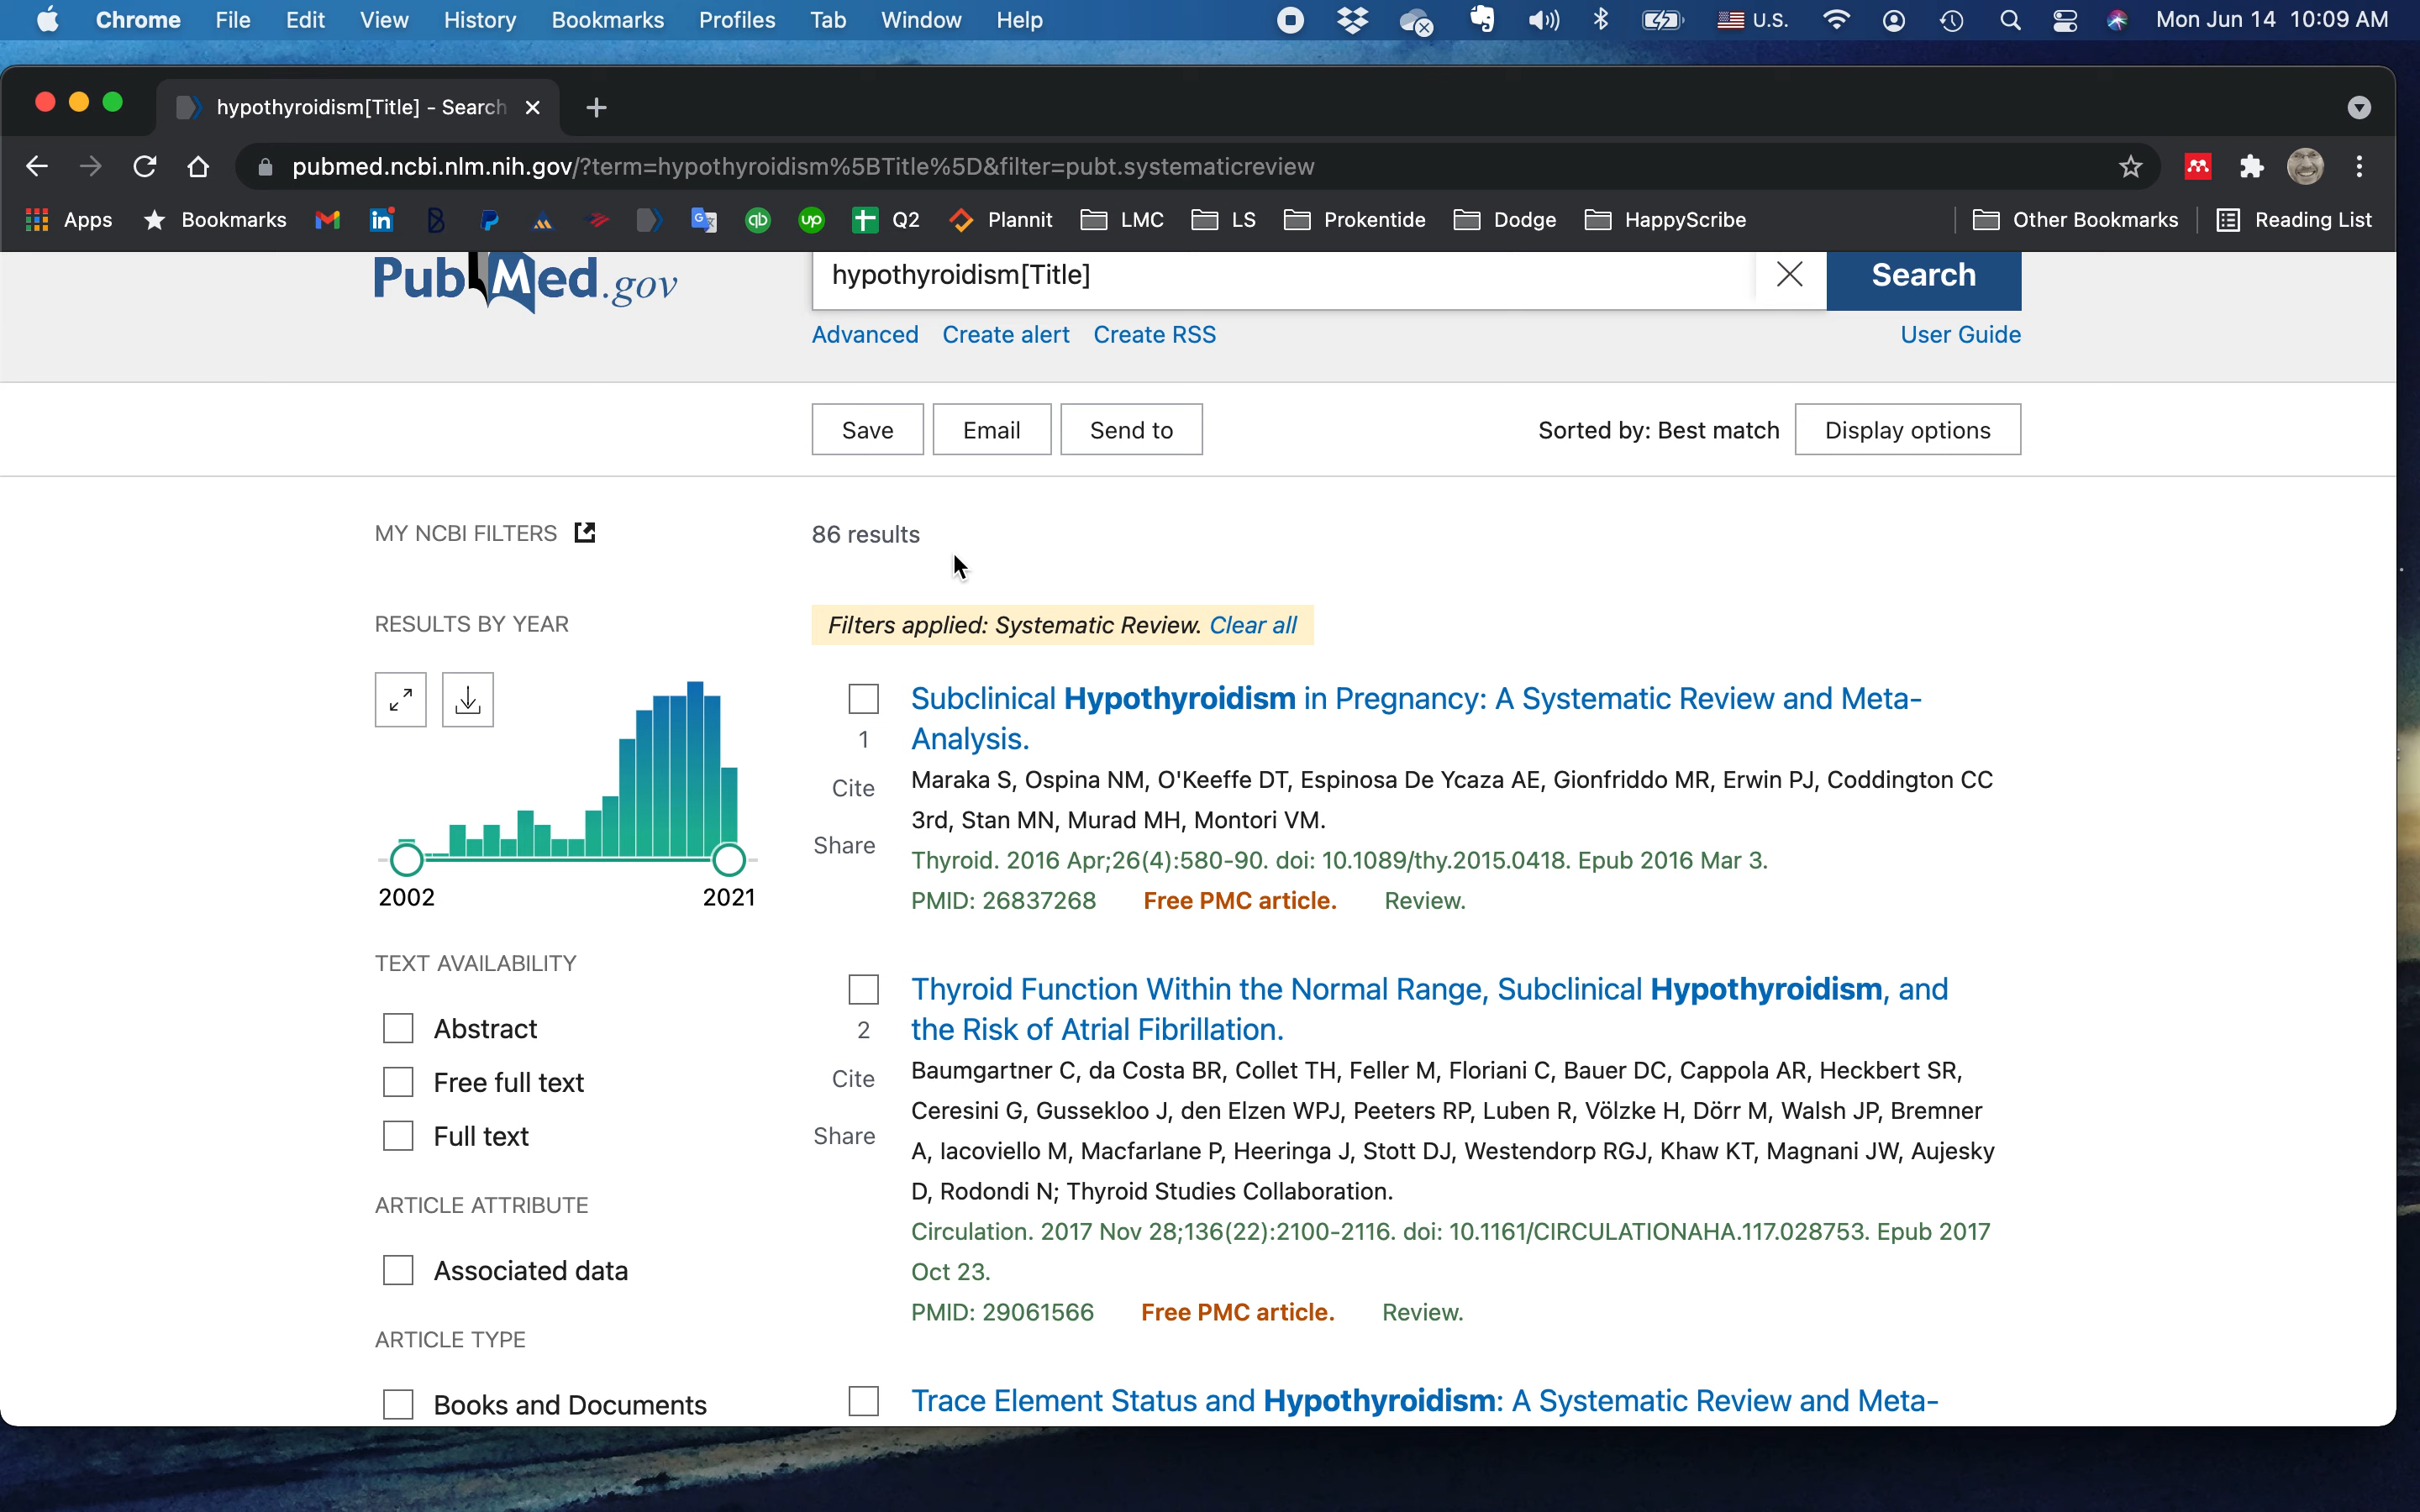 Chrome File Edit View History Bookmarks Profiles Tab Window Help U.S. Mon Jun 14 10:09 AM
hypothyroidism[Title] - Search
pubmed.ncbi.nlm.nih.gov/?term=hypothyroidism%5BTitle%5D&filter=pubt.systematicreview
Apps Bookmarks Q2 Plannit LMC LS Prokentide Dodge HappyScribe Other Bookmarks Reading List
PubMed.gov
hypothyroidism[Title]
Search
Advanced Create alert Create RSS User Guide
Save Email Send to Sorted by: Best match Display options
MY NCBI FILTERS
86 results
RESULTS BY YEAR
2002 2021
TEXT AVAILABILITY
Abstract
Free full text
Full text
ARTICLE ATTRIBUTE
Associated data
ARTICLE TYPE
Books and Documents
Filters applied: Systematic Review. Clear all
Subclinical Hypothyroidism in Pregnancy: A Systematic Review and Meta-
Analysis.
1
Cite
Share
Maraka S, Ospina NM, O'Keeffe DT, Espinosa De Ycaza AE, Gionfriddo MR, Erwin PJ, Coddington CC
3rd, Stan MN, Murad MH, Montori VM.
Thyroid. 2016 Apr;26(4):580-90. doi: 10.1089/thy.2015.0418. Epub 2016 Mar 3.
PMID: 26837268 Free PMC article. Review.
Thyroid Function Within the Normal Range, Subclinical Hypothyroidism, and
the Risk of Atrial Fibrillation.
2
Cite
Share
Baumgartner C, da Costa BR, Collet TH, Feller M, Floriani C, Bauer DC, Cappola AR, Heckbert SR,
Ceresini G, Gussekloo J, den Elzen WPJ, Peeters RP, Luben R, Völzke H, Dörr M, Walsh JP, Bremner
A, Iacoviello M, Macfarlane P, Heeringa J, Stott DJ, Westendorp RGJ, Khaw KT, Magnani JW, Aujesky
D, Rodondi N; Thyroid Studies Collaboration.
Circulation. 2017 Nov 28;136(22):2100-2116. doi: 10.1161/CIRCULATIONAHA.117.028753. Epub 2017
Oct 23.
PMID: 29061566 Free PMC article. Review.
Trace Element Status and Hypothyroidism: A Systematic Review and Meta-